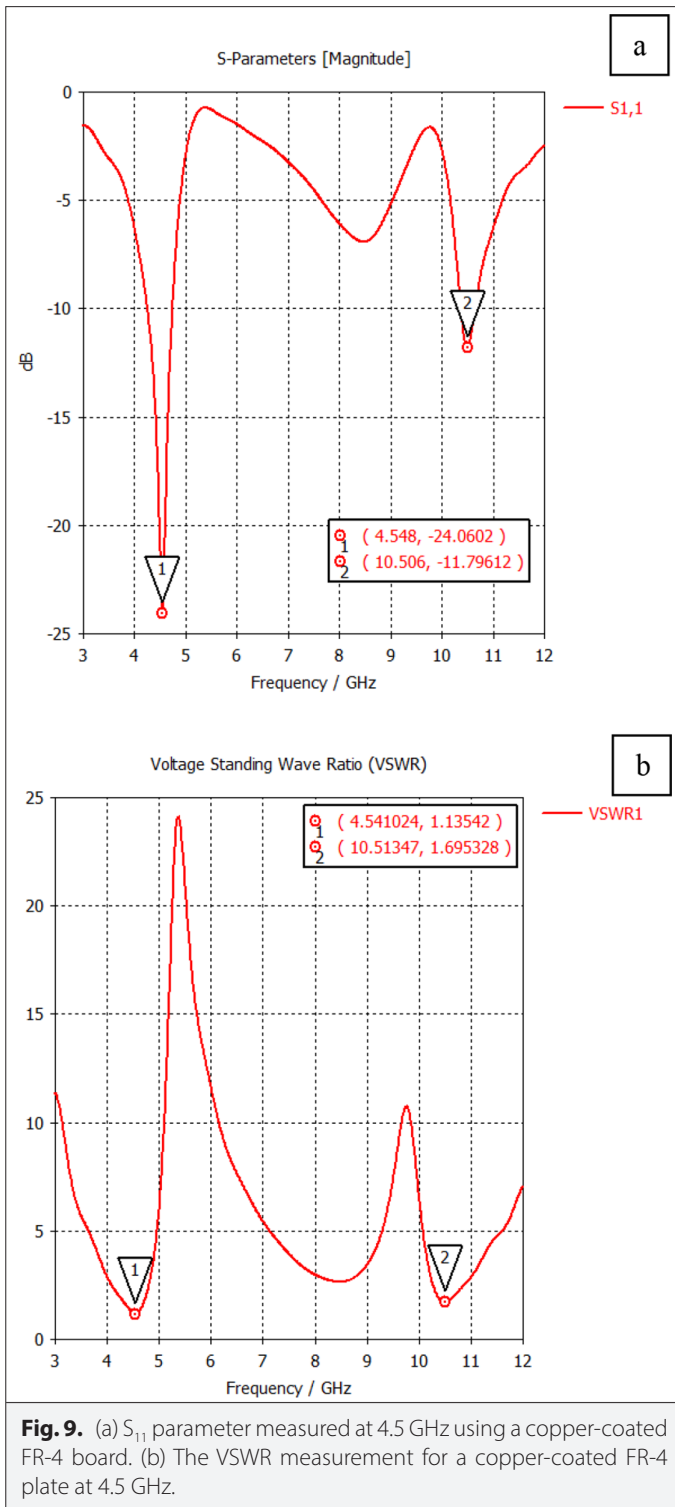 a
S-Parameters [Magnitude]
S1,1
0
-5
-10
-15
-20
-25
dB
2
1
1 ( 4.548, -24.0602 )
2 ( 10.506, -11.79612 )
3 4 5 6 7 8 9 10 11 12
Frequency / GHz
b
Voltage Standing Wave Ratio (VSWR)
VSWR1
25
20
15
10
5
0
1 ( 4.541024, 1.13542 )
2 ( 10.51347, 1.695328 )
1
2
3 4 5 6 7 8 9 10 11 12
Frequency / GHz
Fig. 9. (a) S₁₁ parameter measured at 4.5 GHz using a copper-coated
FR-4 board. (b) The VSWR measurement for a copper-coated FR-4
plate at 4.5 GHz.